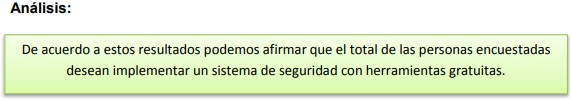 Análisis:
De acuerdo a estos resultados podemos afirmar que el total de las personas encuestadas
desean implementar un sistema de seguridad con herramientas gratuitas.